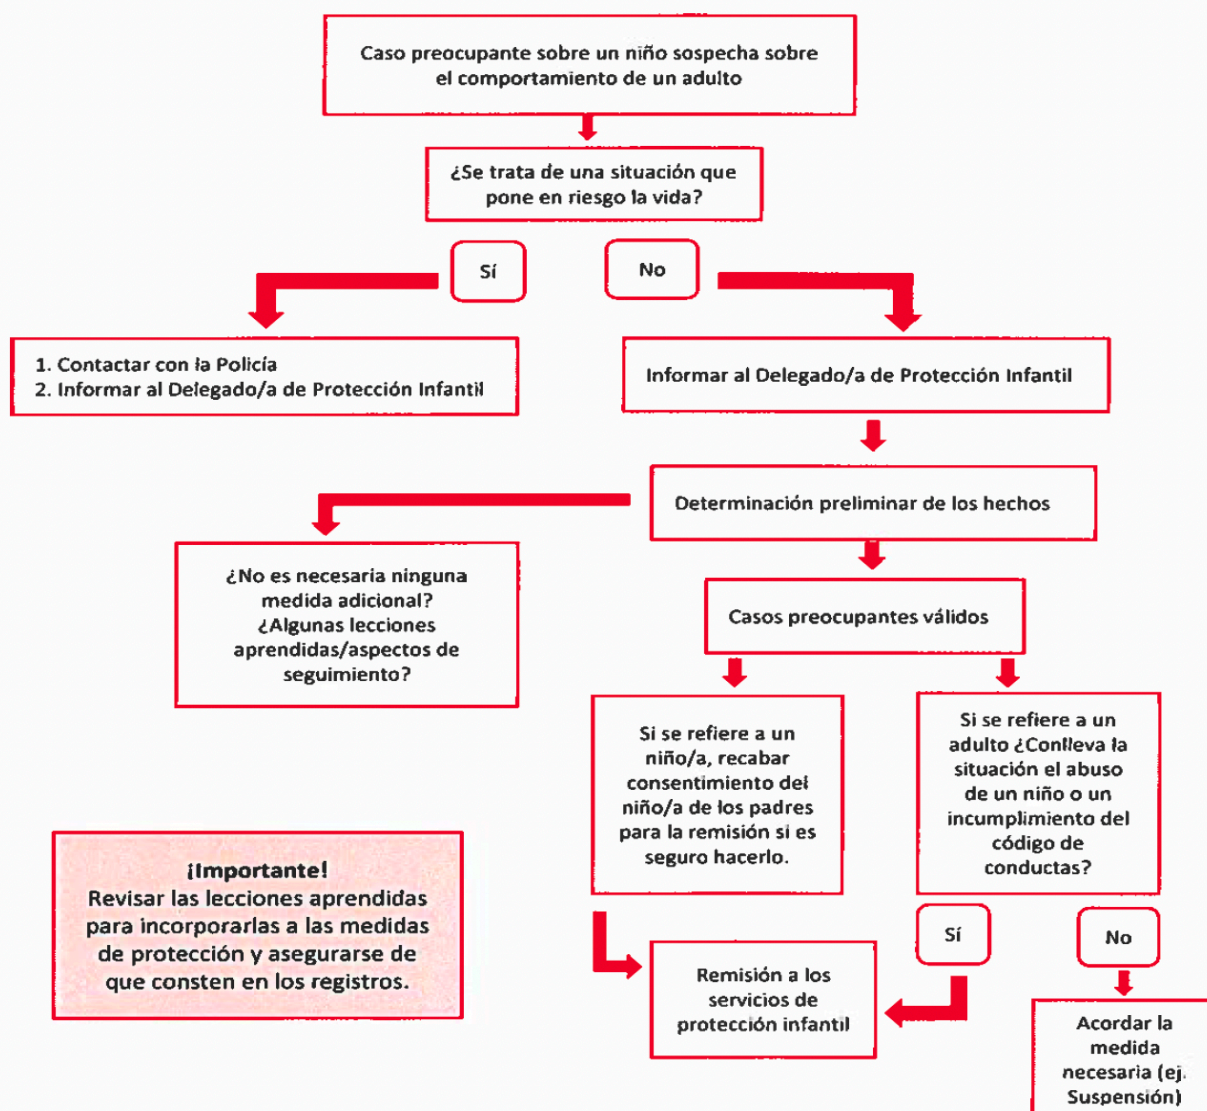 Caso preocupante sobre un niño sospecha sobre
el comportamiento de un adulto
¿Se trata de una situación que
pone en riesgo la vida?
Sí
No
1. Contactar con la Policía
2. Informar al Delegado/a de Protección Infantil
Informar al Delegado/a de Protección Infantil
Determinación preliminar de los hechos
¿No es necesaria ninguna
medida adicional?
¿Algunas lecciones
aprendidas/aspectos de
seguimiento?
Casos preocupantes válidos
Si se refiere a un
niño/a, recabar
consentimiento del
niño/a de los padres
para la remisión si es
seguro hacerlo.
Si se refiere a un
adulto ¿Conlleva la
situación el abuso
de un niño o un
incumplimiento del
código de
conductas?
¡Importante!
Revisar las lecciones aprendidas
para incorporarlas a las medidas
de protección y asegurarse de
que consten en los registros.
Sí
No
Remisión a los
servicios de
protección infantil
Acordar la
medida
necesaria (ej.
Suspensión)